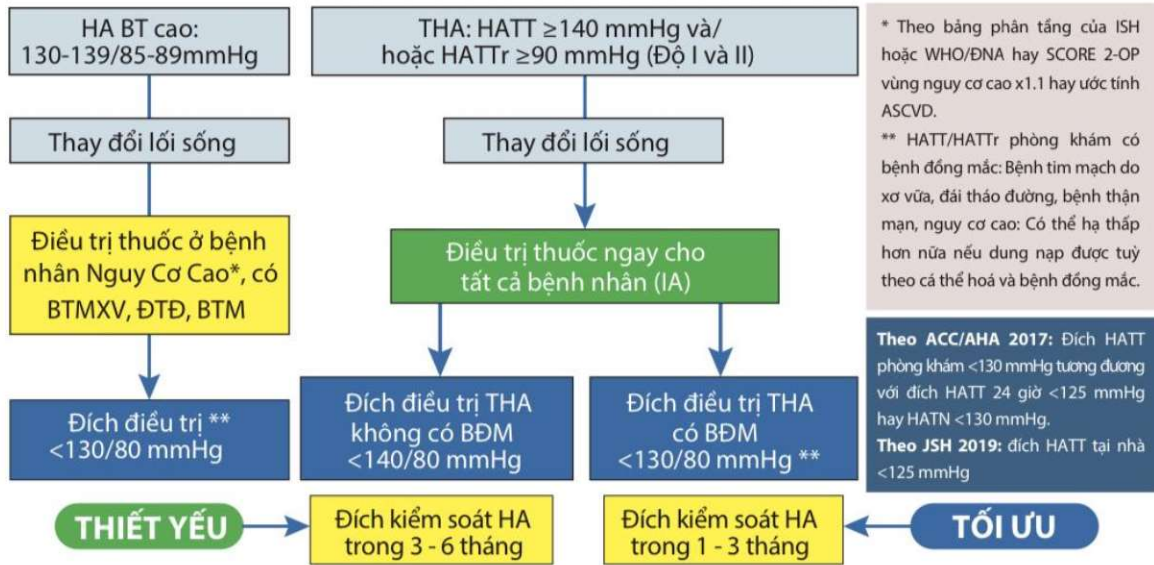 HA BT cao:
130-139/85-89mmHg
THA: HATT ≥140 mmHg và/
hoặc HATTr ≥90 mmHg (Độ I và II)
Thay đổi lối sống
Thay đổi lối sống
Điều trị thuốc ở bệnh
nhân Nguy Cơ Cao*, có
BTMXV, ĐTĐ, BTM
Điều trị thuốc ngay cho
tất cả bệnh nhân (IA)
Đích điều trị **
<130/80 mmHg
Đích điều trị THA
không có BĐM
<140/80 mmHg
Đích điều trị THA
có BĐM
<130/80 mmHg **
THIẾT YẾU
Đích kiểm soát HA
trong 3 - 6 tháng
Đích kiểm soát HA
trong 1 - 3 tháng
TỐI ƯU
* Theo bảng phân tầng của ISH
hoặc WHO/ĐNA hay SCORE 2-OP
vùng nguy cơ cao x1.1 hay ước tính
ASCVD.
** HATT/HATTr phòng khám có
bệnh đồng mắc: Bệnh tim mạch do
xơ vữa, đái tháo đường, bệnh thận
mạn, nguy cơ cao: Có thể hạ thấp
hơn nữa nếu dung nạp được tuỳ
theo cá thể hoá và bệnh đồng mắc.
Theo ACC/AHA 2017: Đích HATT
phòng khám <130 mmHg tương đương
với đích HATT 24 giờ <125 mmHg
hay HATN <130 mmHg.
Theo JSH 2019: đích HATT tại nhà
<125 mmHg